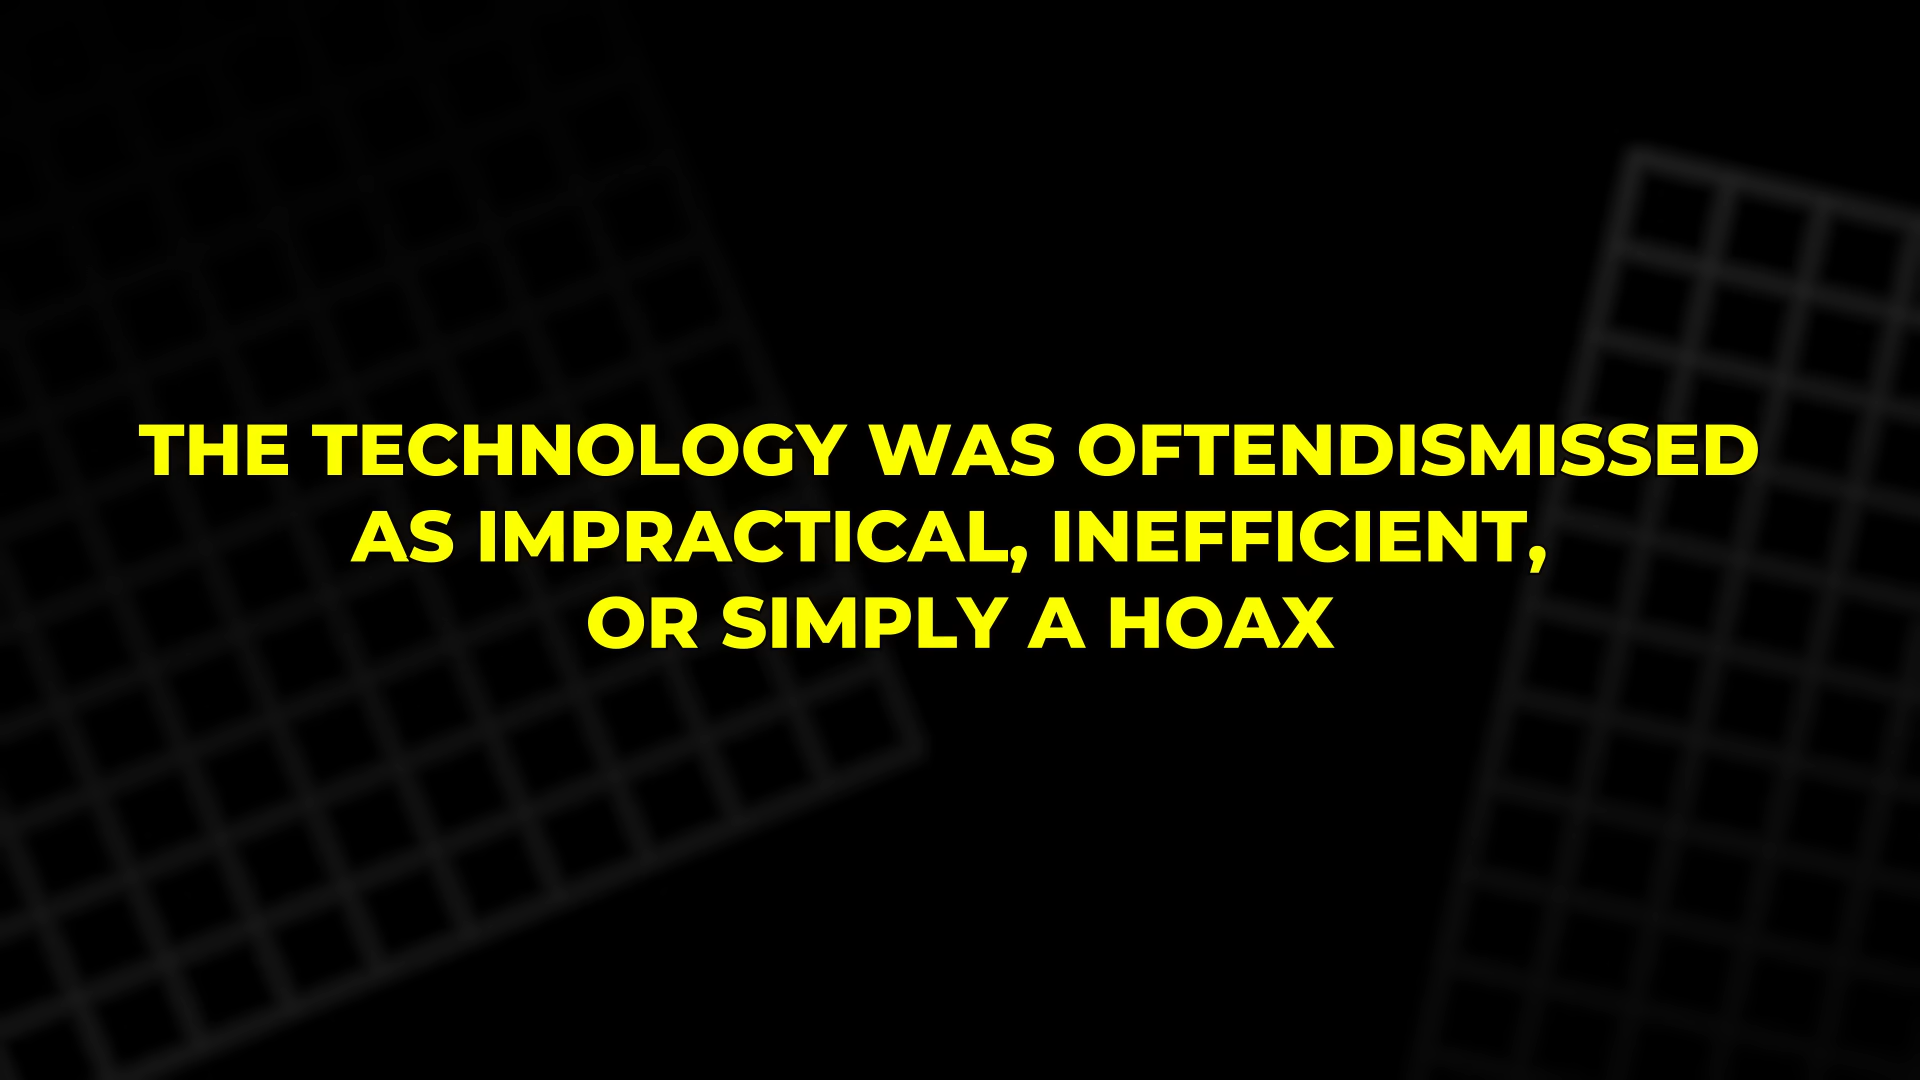 THE TECHNOLOGY WAS OFTENDISMISSED
AS IMPRACTICAL, INEFFICIENT,
OR SIMPLY A HOAX